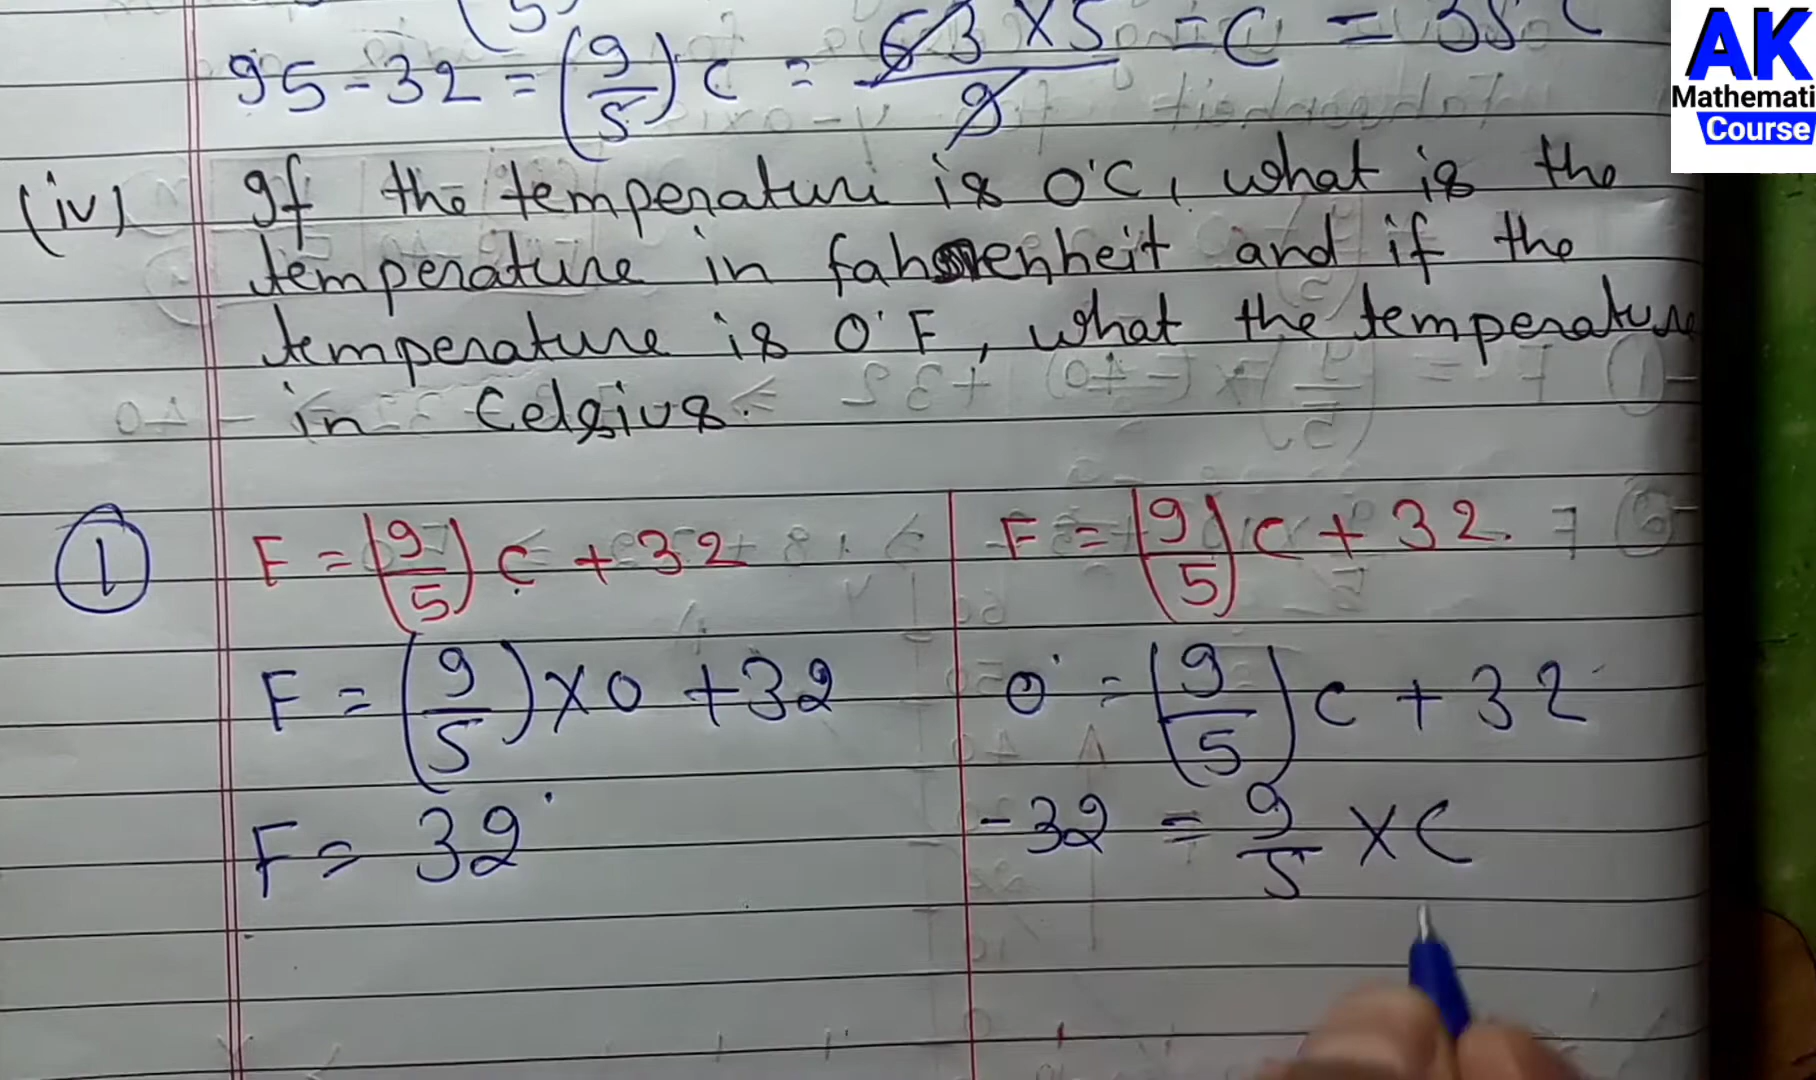 95-32 = (9/5) C = 63 X5/9 = C = 35°C
AK
Mathemati
Course
(iv) If the temperature is 0°C, what is the
temperature in fahrenheit and if the
temperature is 0°F, what the temperature
in Celsius.
① F = (9/5) C + 32
F = (9/5) C + 32.
F = (9/5) X 0 + 32
0° = (9/5) C + 32
F = 32°
-32 = 9/5 X C